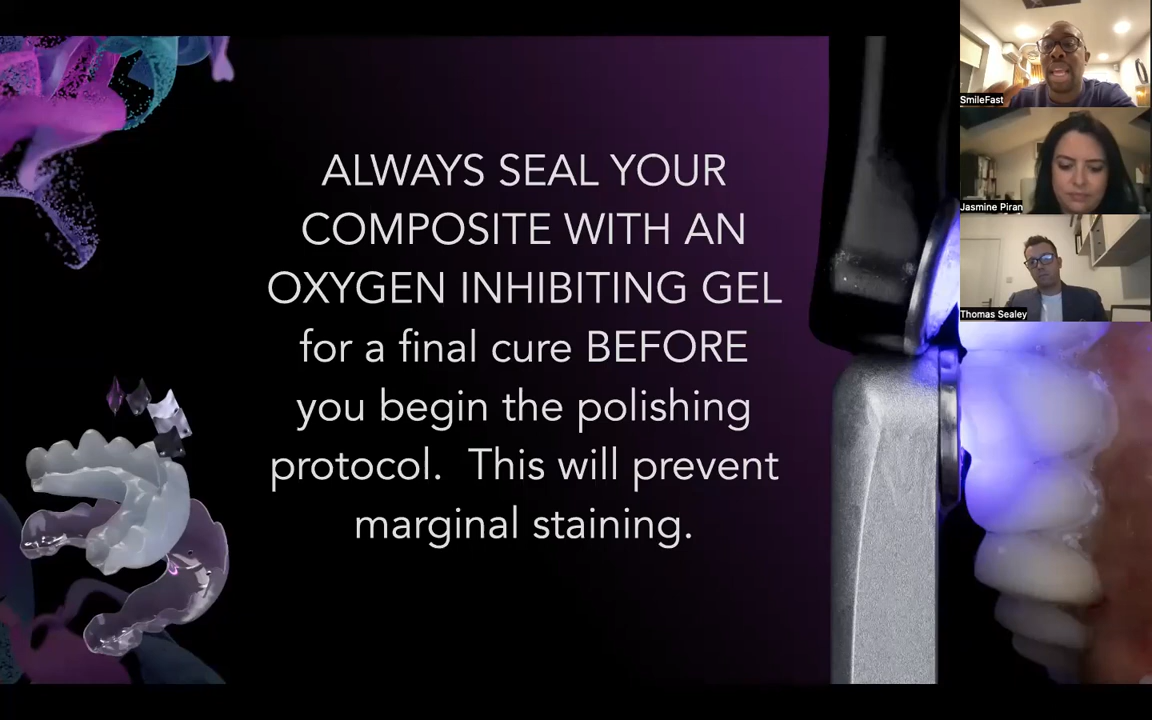 ALWAYS SEAL YOUR
COMPOSITE WITH AN
OXYGEN INHIBITING GEL
for a final cure BEFORE
you begin the polishing
protocol. This will prevent
marginal staining.
SmileFast
Jasmine Piran
Thomas Sealey